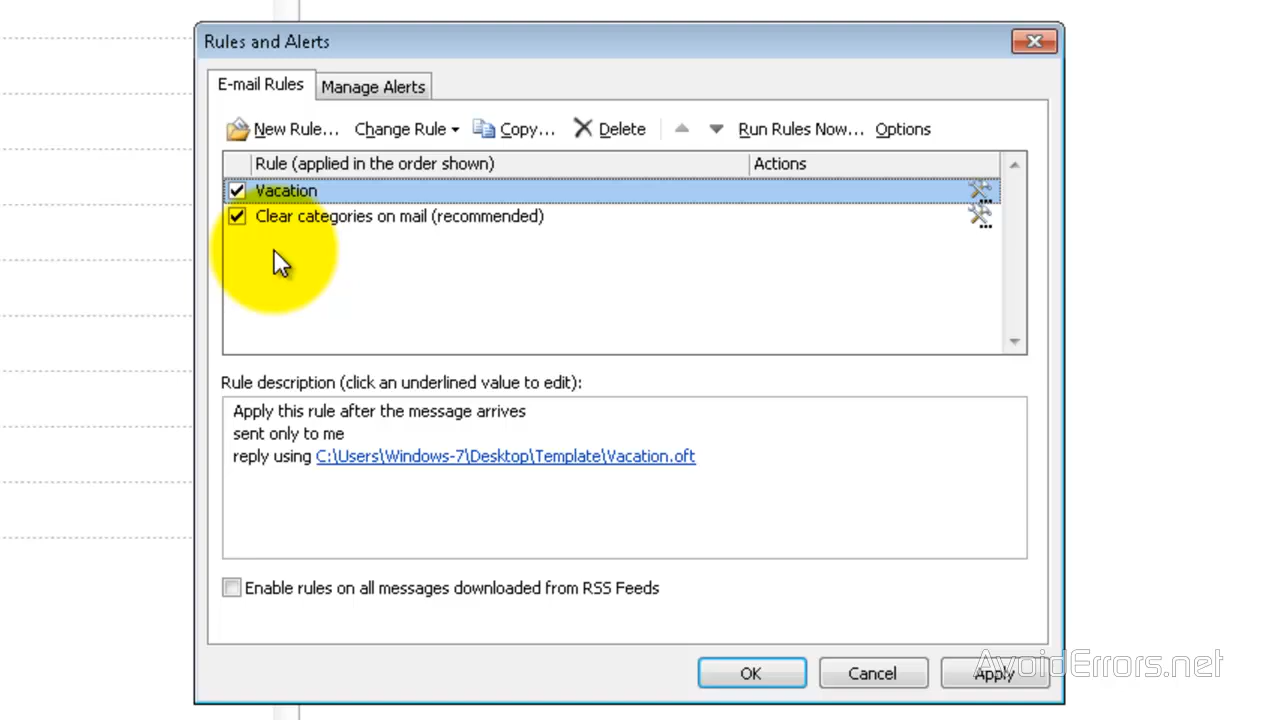 Rules and Alerts
E-mail Rules
Manage Alerts
New Rule... Change Rule Copy... Delete Run Rules Now... Options
Rule (applied in the order shown) Actions
Vacation
Clear categories on mail (recommended)
Rule description (click an underlined value to edit):
Apply this rule after the message arrives
sent only to me
reply using C:\Users\Windows-7\Desktop\Template\Vacation.oft
Enable rules on all messages downloaded from RSS Feeds
OK Cancel Apply
AvoidErrors.net